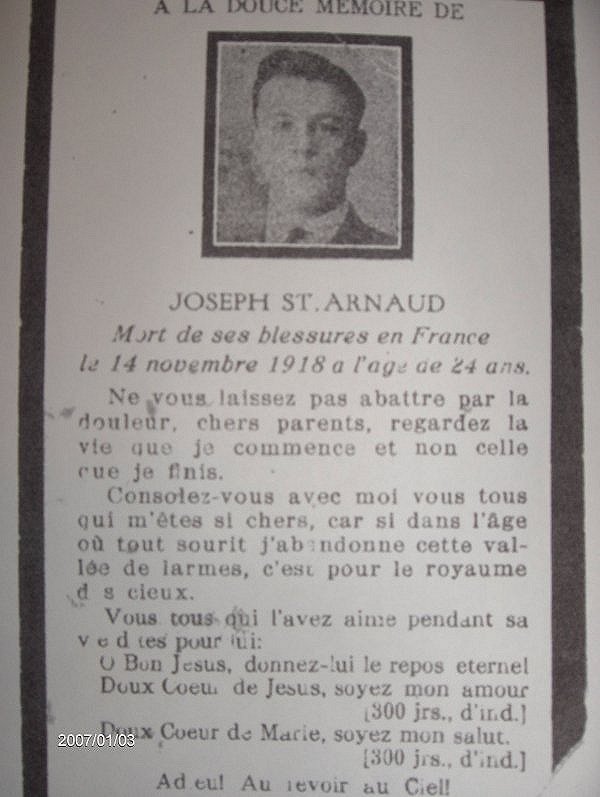 A LA DOUCE MEMOIRE DE
JOSEPH ST. ARNAUD
Mort de ses blessures en France
le 14 novembre 1918 a l'age de 24 ans.
Ne vous laissez pas abattre par la
douleur, chers parents, regardez la
vie que je commence et non celle
que je finis.
Consolez-vous avec moi vous tous
qui m'êtes si chers, car si dans l'âge
où tout sourit j'abandonne cette val-
lée de larmes, c'est pour le royaume
des cieux.
Vous tous qui l'avez aime pendant sa
pour lui:
O Bon Jesus, donnez-lui le repos eternel
Doux Coeur de Jesus, soyez mon amour
[300 jrs., d'ind.]
Doux Coeur de Marie, soyez mon salut.
[300 jrs., d'ind.]
Adieu! Au revoir au Ciel!
2007/01/03